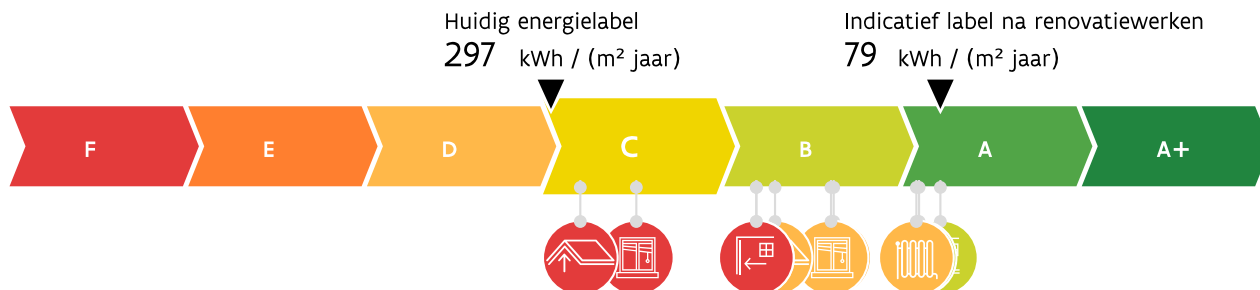 Huidig energielabel
297 kWh / (m² jaar)
Indicatief label na renovatiewerken
79 kWh / (m² jaar)
F E D C B A A+